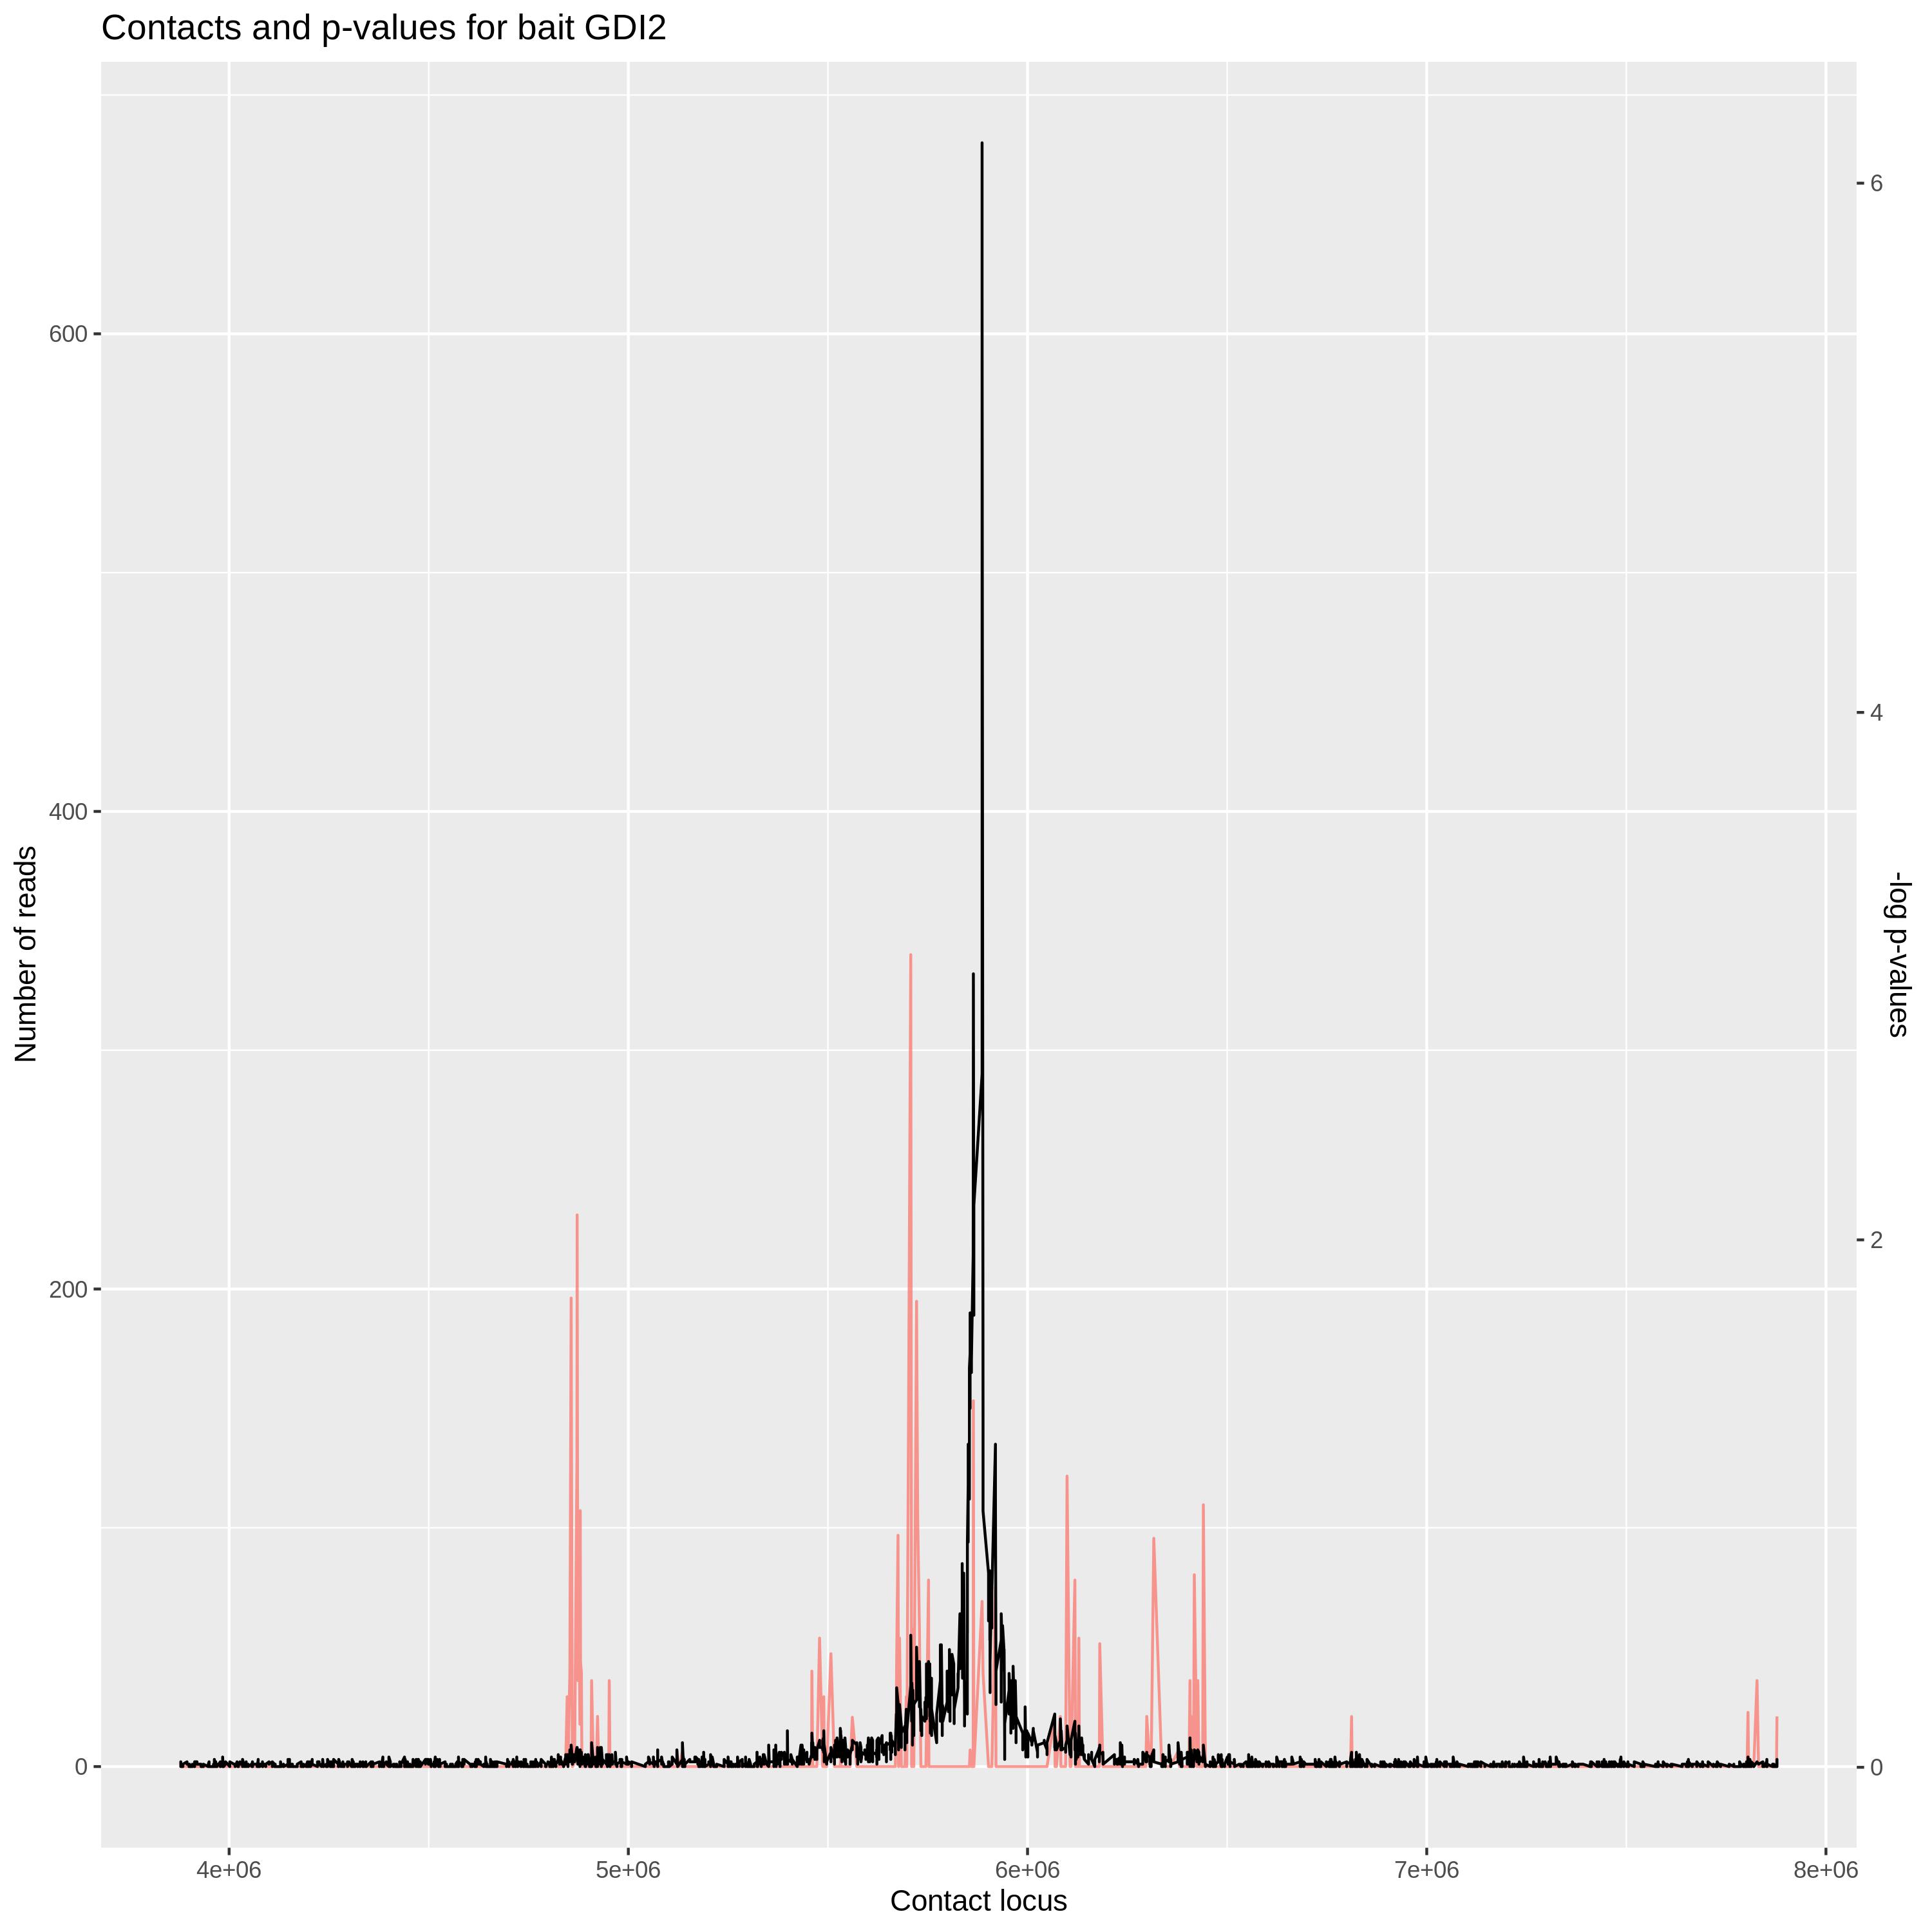 Contacts and p-values for bait GDI2
6
600
4
400
Number of reads
-log p-values
2
200
0
0
4e+06 5e+06 6e+06 7e+06 8e+06
Contact locus